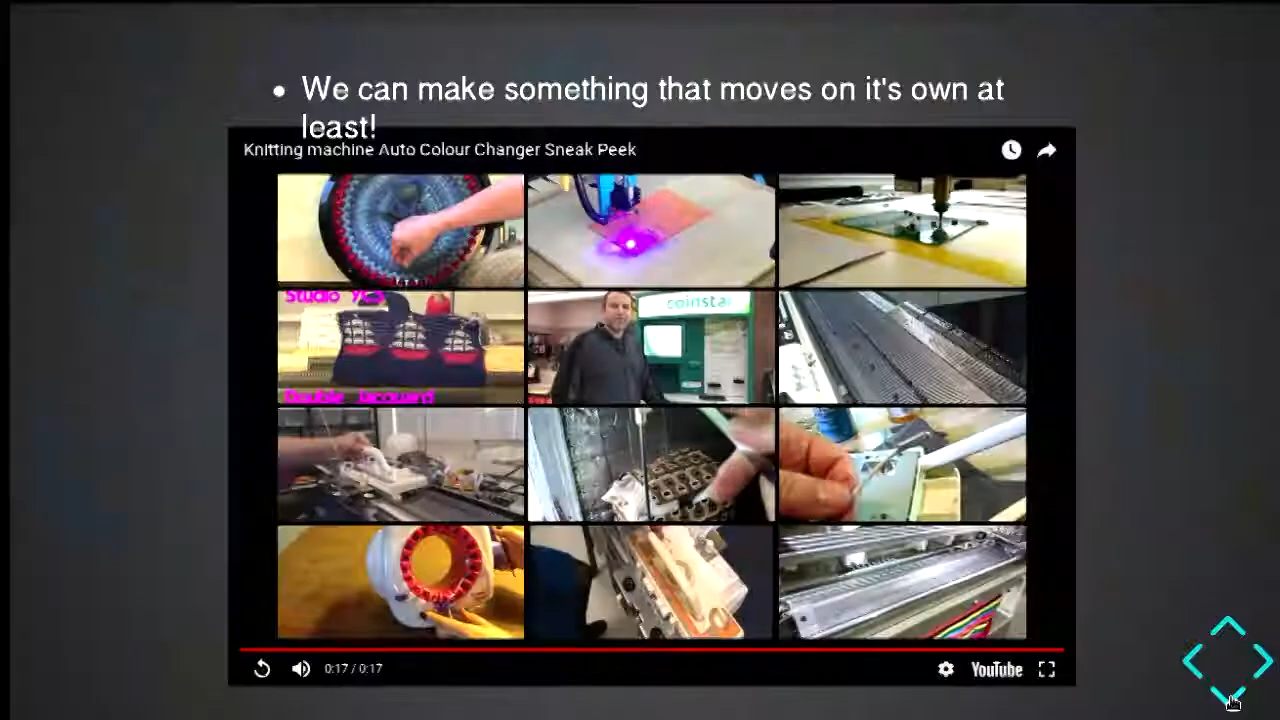 • We can make something that moves on it's own at
least!
Knitting machine Auto Colour Changer Sneak Peek
Studio YC3
coinstar
Double Jacquard
0:17 / 0:17
YouTube